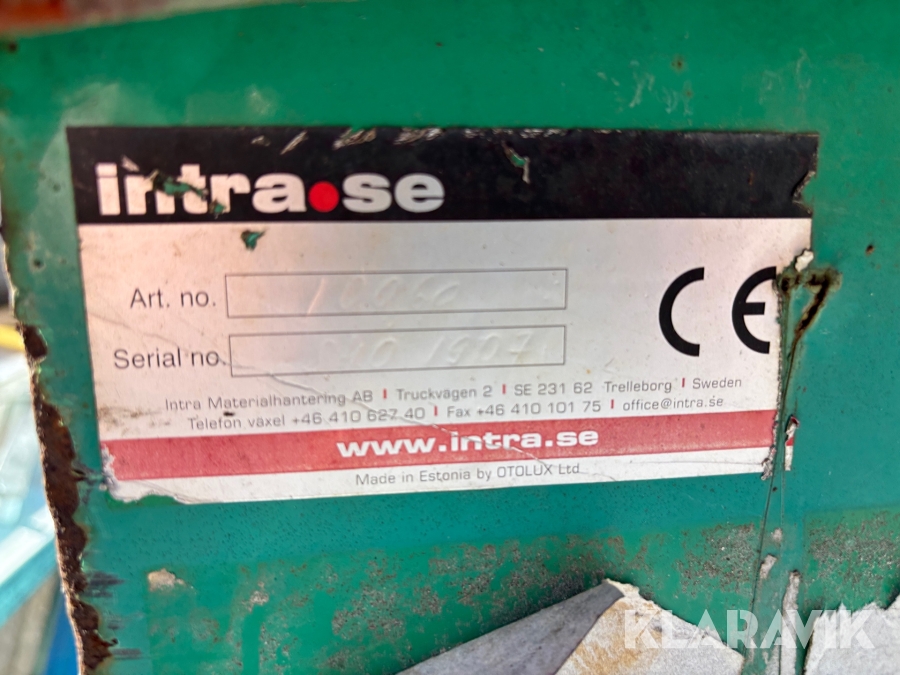 intra.se
Art. no.
CE
Serial no.
Intra Materialhantering AB | Truckvägen 2 | SE 231 62 Trelleborg | Sweden
Telefon växel +46 410 627 40 | Fax +46 410 101 75 | office@intra.se
www.intra.se
Made in Estonia by OTOLUX Ltd
KLARAVIK